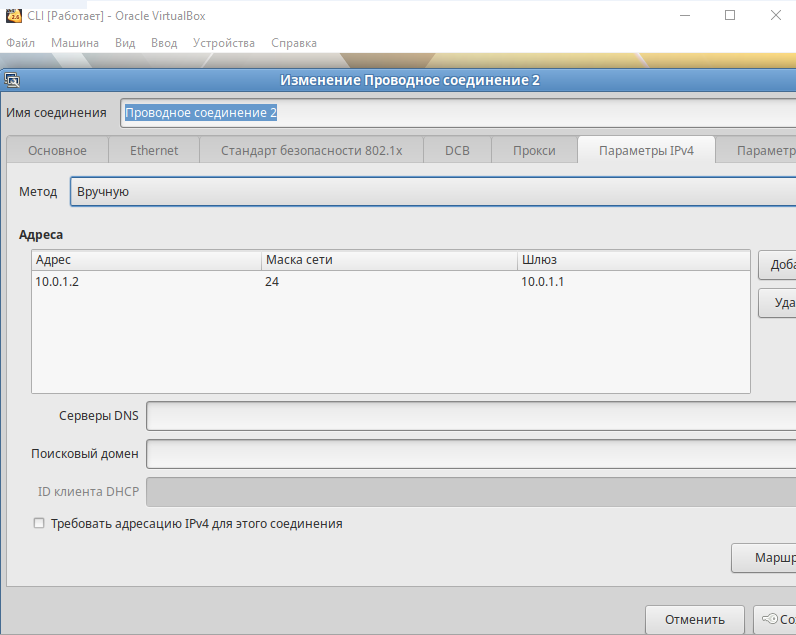 CLI [Работает] - Oracle VirtualBox
Файл Машина Вид Ввод Устройства Справка
Изменение Проводное соединение 2
Имя соединения Проводное соединение 2
Основное Ethernet Стандарт безопасности 802.1x DCB Прокси Параметры IPv4 Параметр
Метод Вручную
Адреса
Адрес Маска сети Шлюз
10.0.1.2 24 10.0.1.1
Доба
Уда
Серверы DNS
Поисковый домен
ID клиента DHCP
Требовать адресацию IPv4 для этого соединения
Маршр
Отменить Со